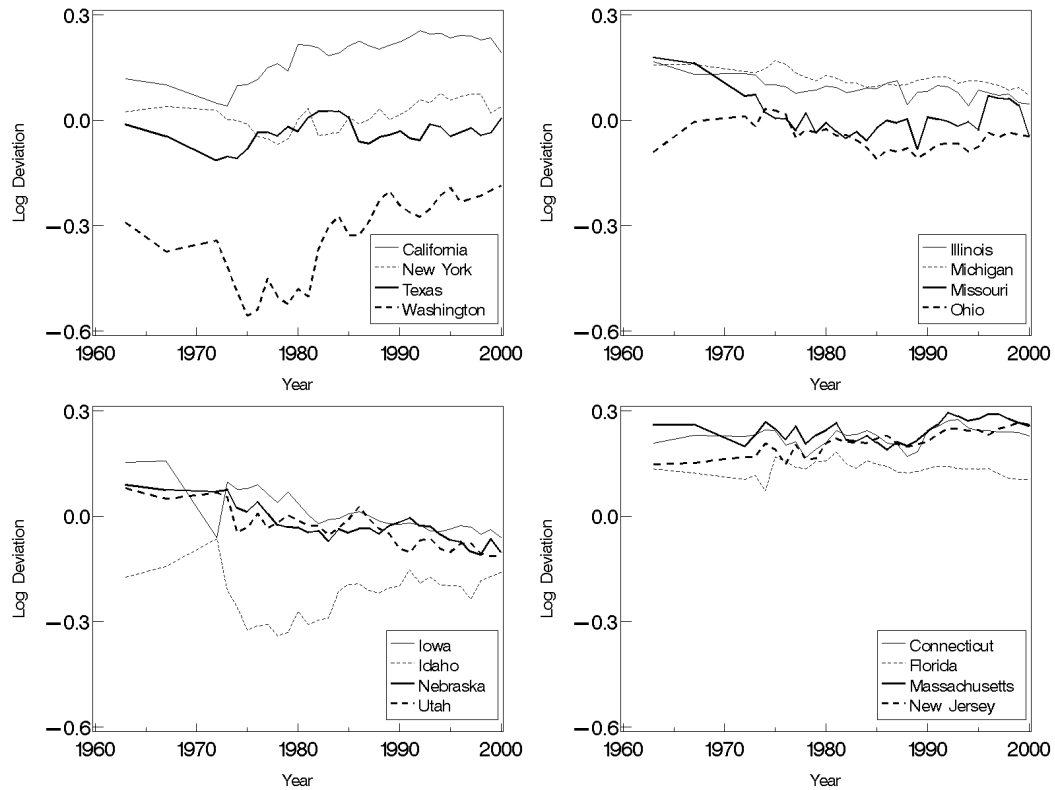 0.3
0.0
−0.3
−0.6
Log Deviation
California
New York
Texas
Washington
1960 1970 1980 1990 2000
Year
0.3
0.0
−0.3
−0.6
Log Deviation
Illinois
Michigan
Missouri
Ohio
1960 1970 1980 1990 2000
Year
0.3
0.0
−0.3
−0.6
Log Deviation
Iowa
Idaho
Nebraska
Utah
1960 1970 1980 1990 2000
Year
0.3
0.0
−0.3
−0.6
Log Deviation
Connecticut
Florida
Massachusetts
New Jersey
1960 1970 1980 1990 2000
Year